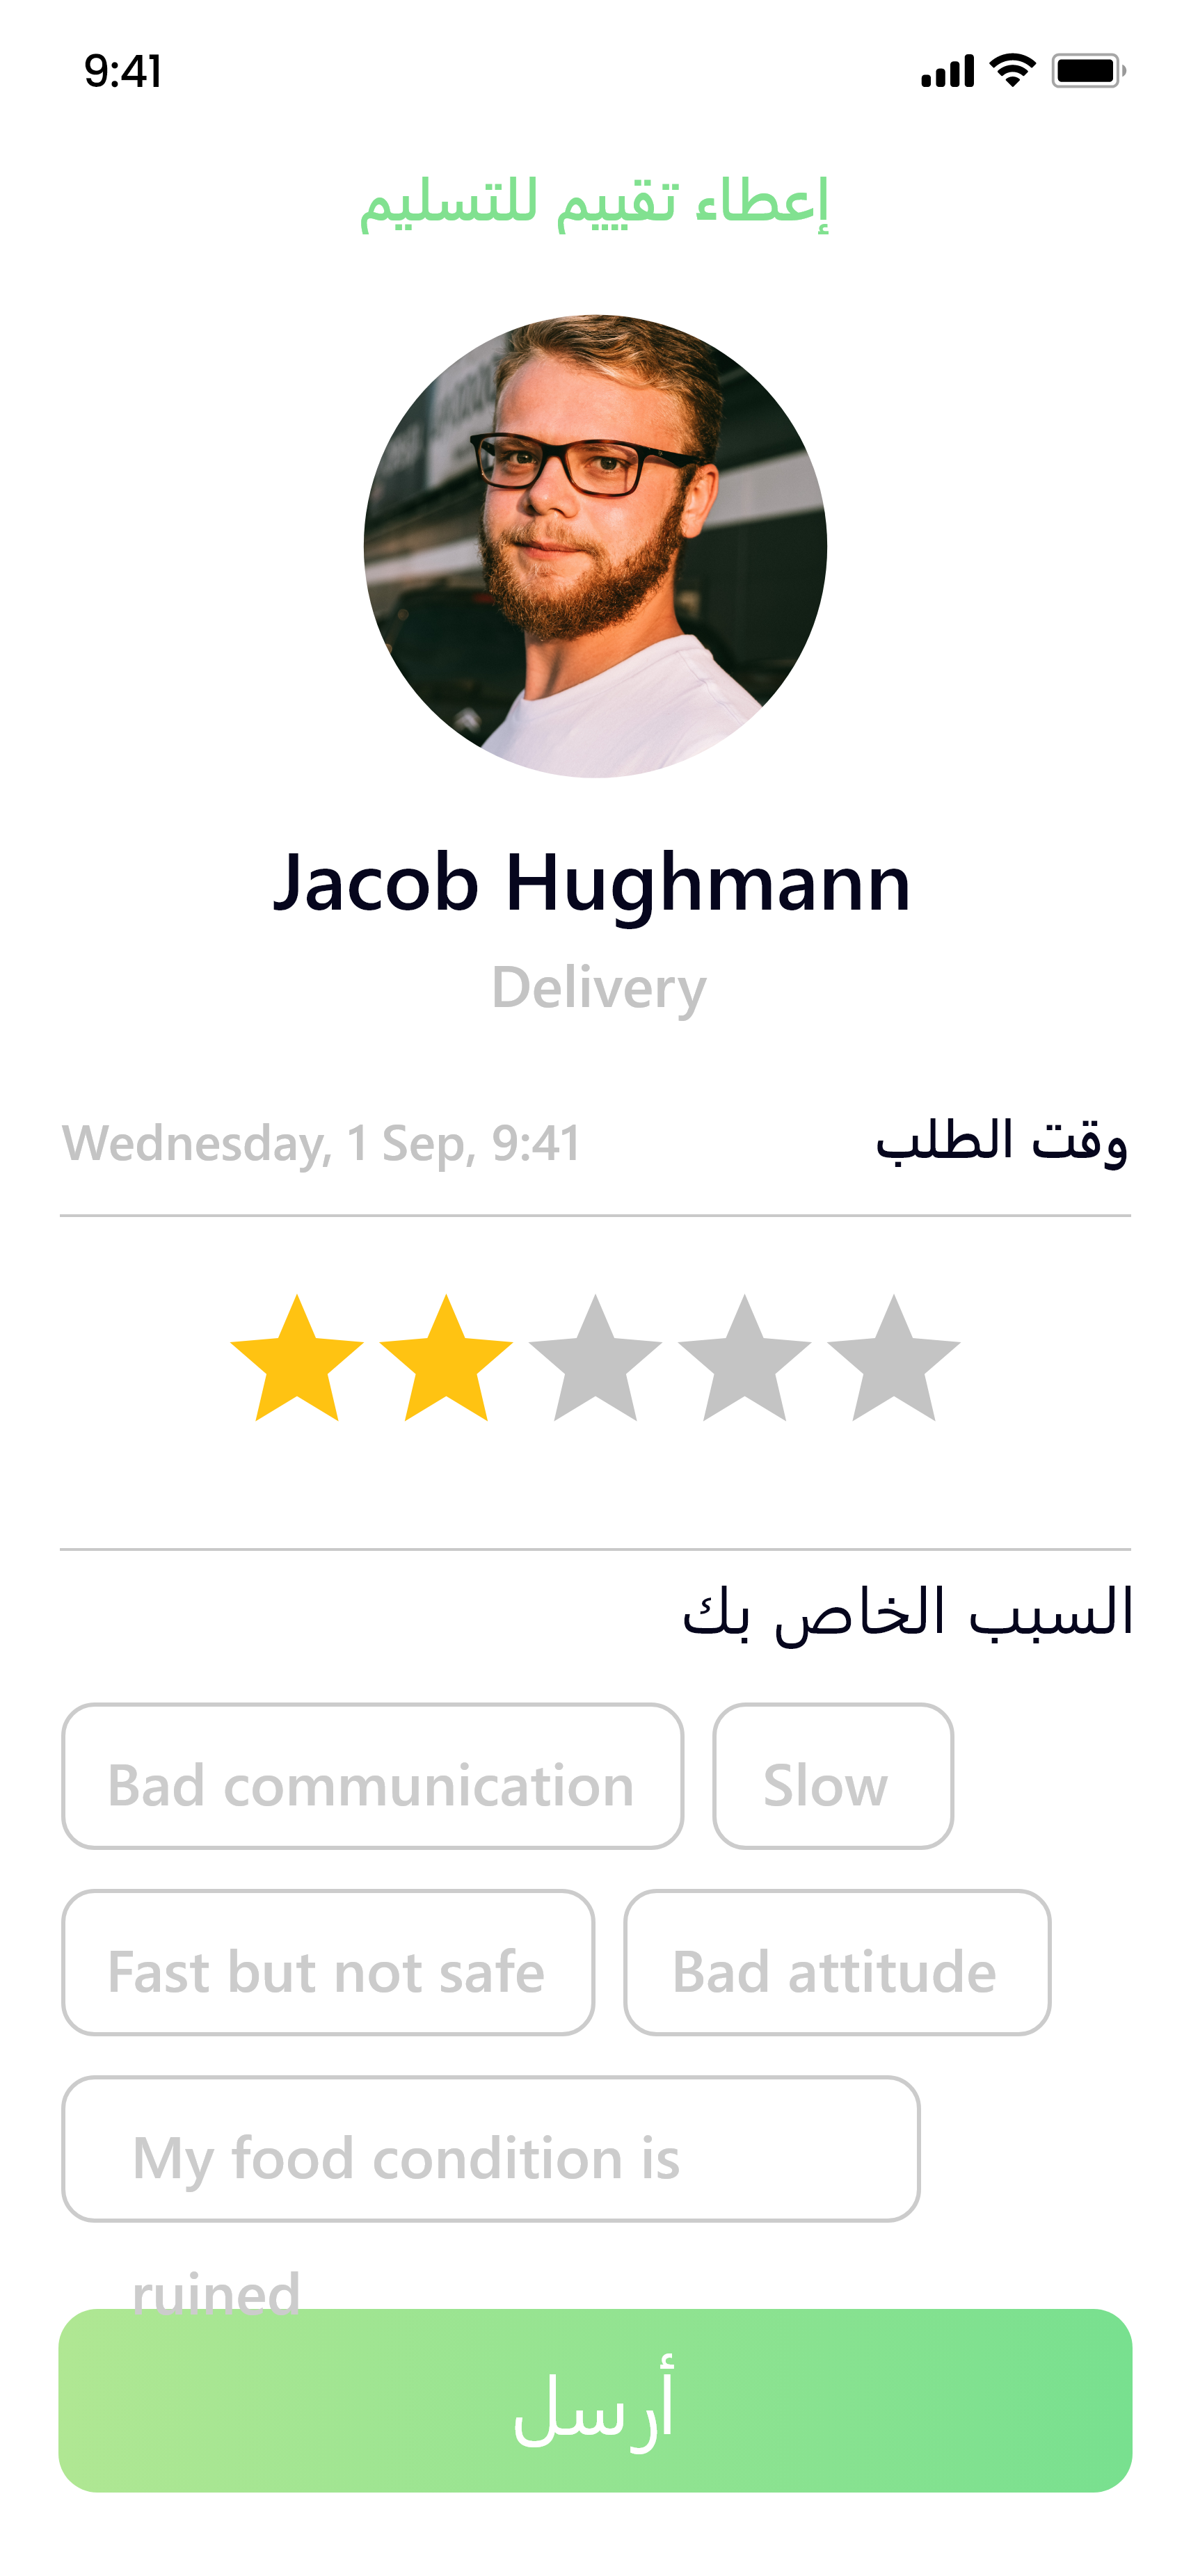 9:41
إعطاء تقييم للتسليم
Jacob Hughmann
Delivery
وقت الطلب
Wednesday, 1 Sep, 9:41
السبب الخاص بك
Bad communication
Slow
Fast but not safe
Bad attitude
My food condition is
ruined
أرسل